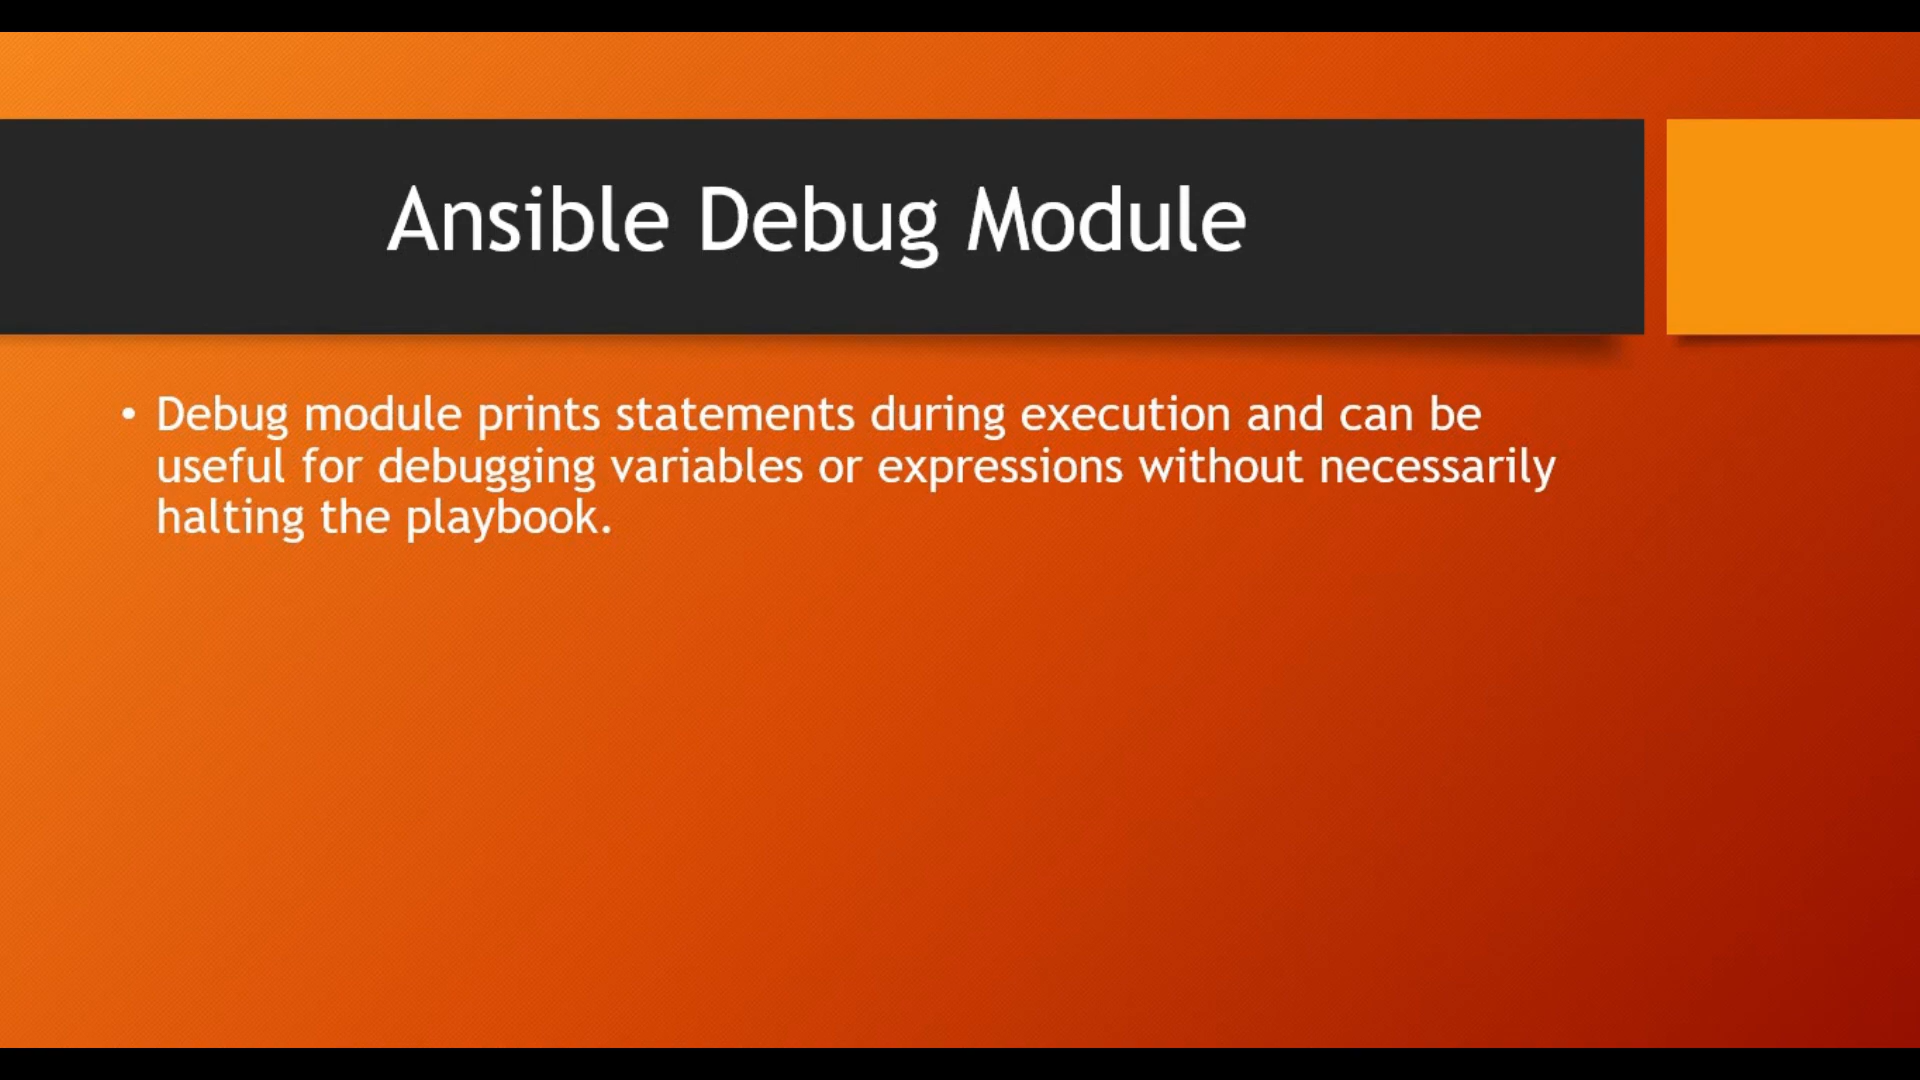 Ansible Debug Module
• Debug module prints statements during execution and can be
useful for debugging variables or expressions without necessarily
halting the playbook.